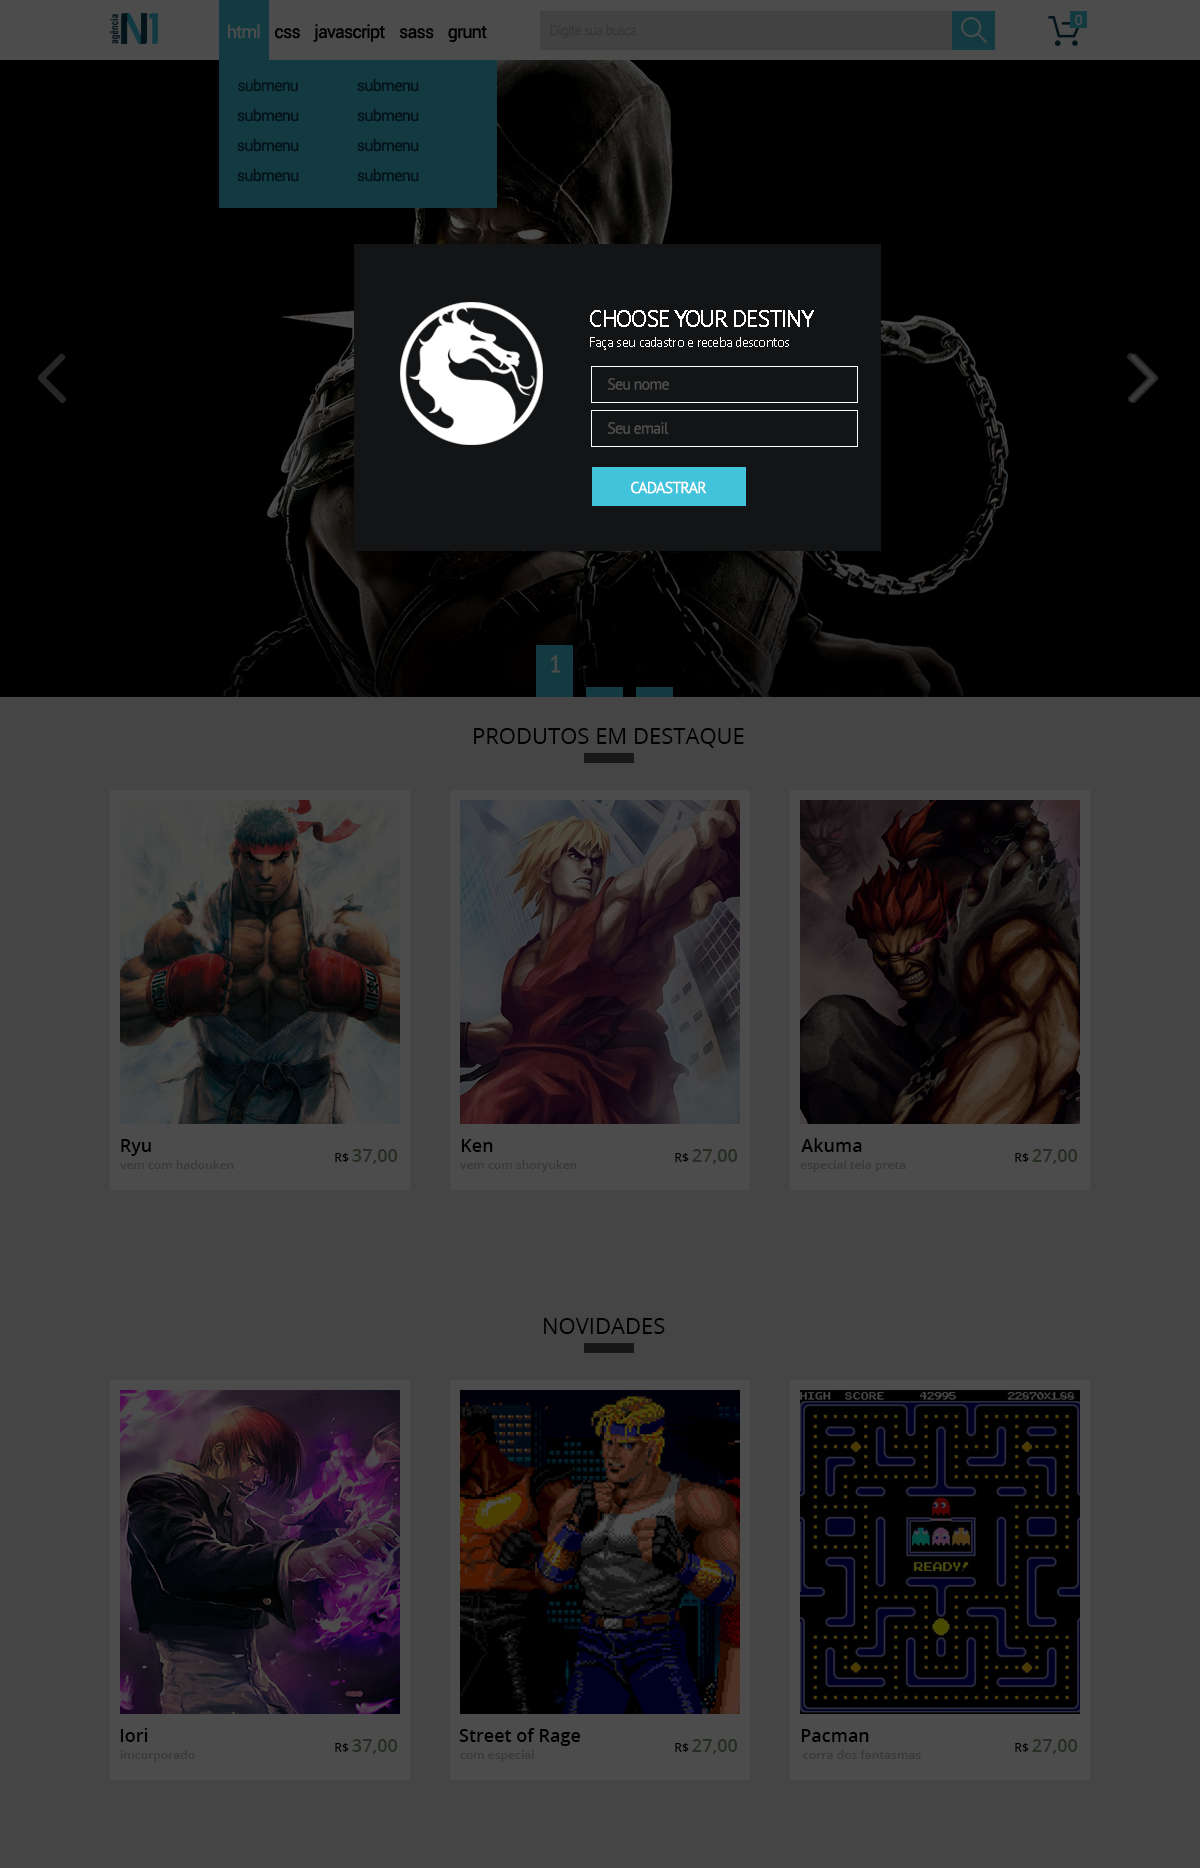 agência N1
html css javascript sass grunt
Digite sua busca
0
submenu submenu
submenu submenu
submenu submenu
submenu submenu
CHOOSE YOUR DESTINY
Faça seu cadastro e receba descontos
Seu nome
Seu email
CADASTRAR
1
PRODUTOS EM DESTAQUE
Ryu
vem com hadouken
R$ 37,00
Ken
vem com shoryuken
R$ 27,00
Akuma
especial tela preta
R$ 27,00
NOVIDADES
HIGH SCORE 42995 22870X1.00
READY!
Iori
imcorporado
R$ 37,00
Street of Rage
com especial
R$ 27,00
Pacman
corra dos fantasmas
R$ 27,00